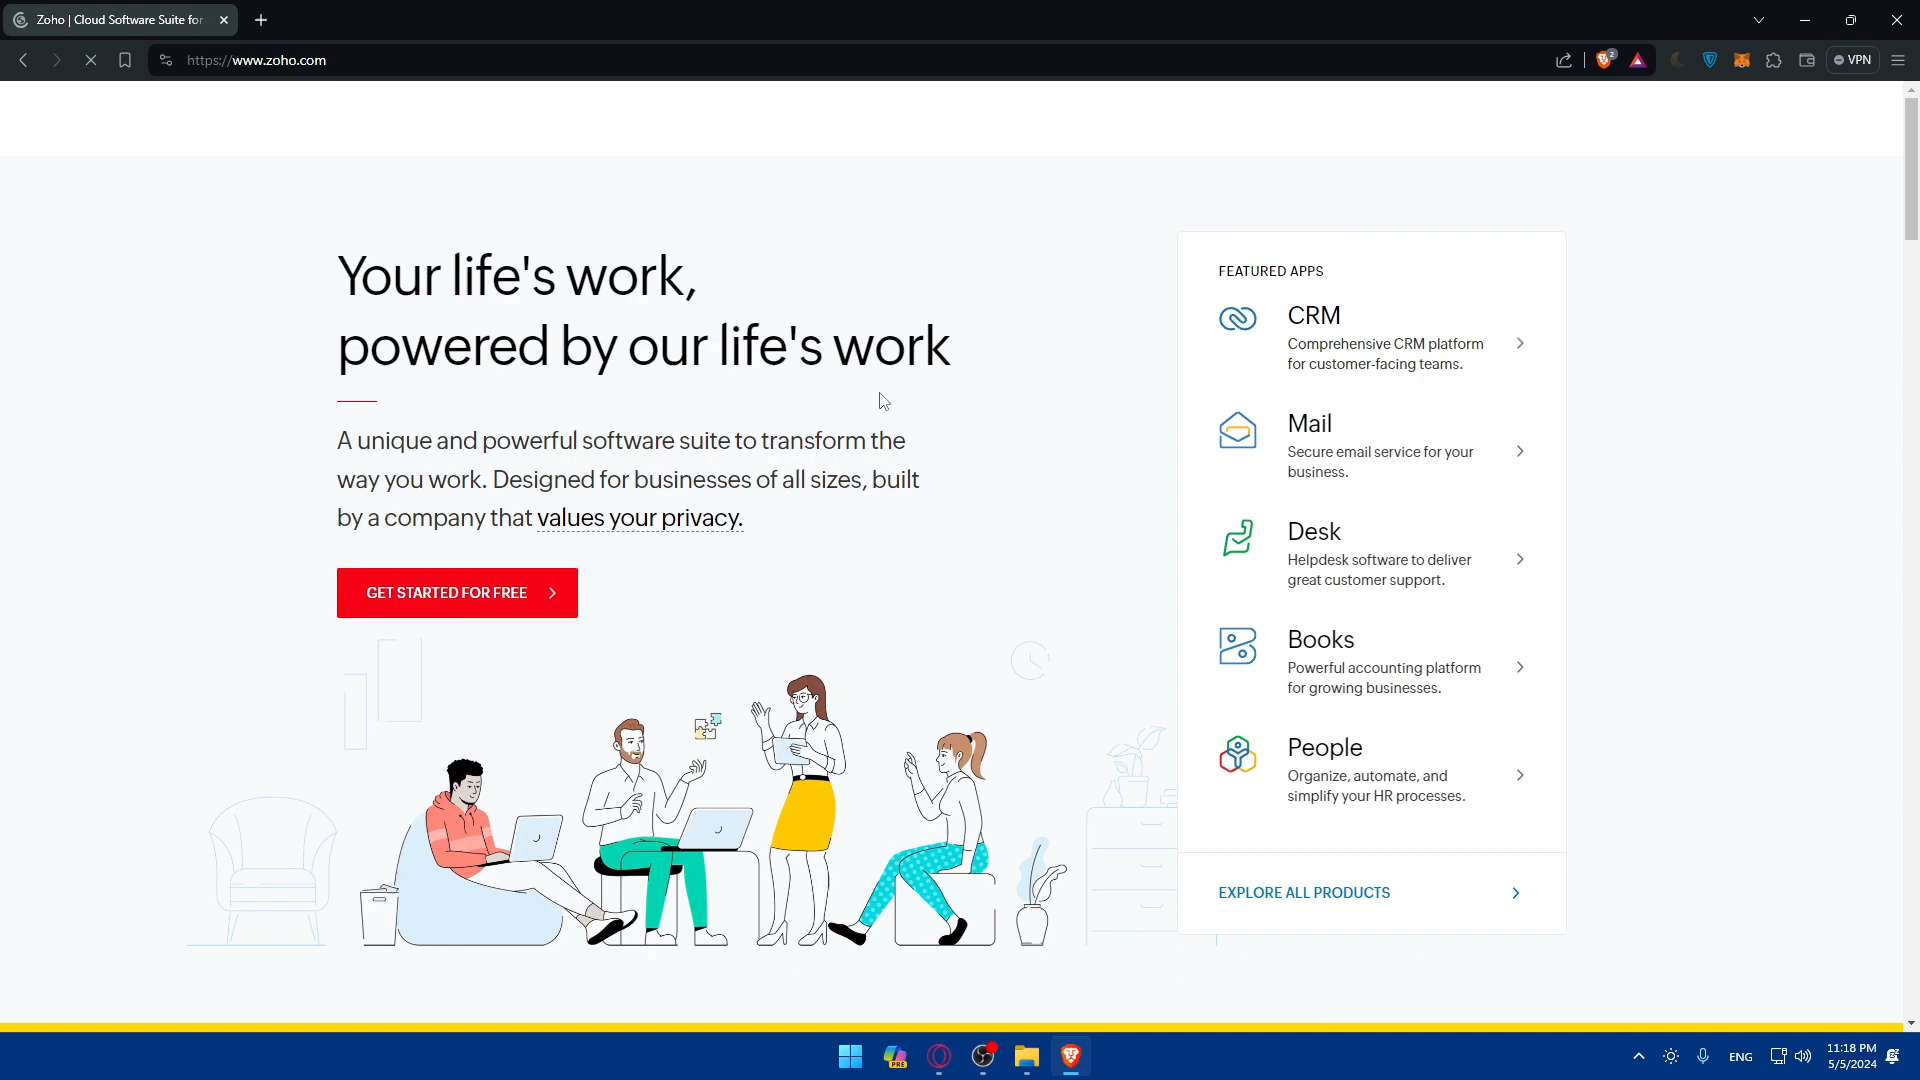 Zoho | Cloud Software Suite for
https://www.zoho.com
2
VPN
Your life's work,
powered by our life's work
A unique and powerful software suite to transform the
way you work. Designed for businesses of all sizes, built
by a company that values your privacy.
GET STARTED FOR FREE
FEATURED APPS
CRM
Comprehensive CRM platform
for customer-facing teams.
Mail
Secure email service for your
business.
Desk
Helpdesk software to deliver
great customer support.
Books
Powerful accounting platform
for growing businesses.
People
Organize, automate, and
simplify your HR processes.
EXPLORE ALL PRODUCTS
PRE
ENG
11:18 PM
5/5/2024